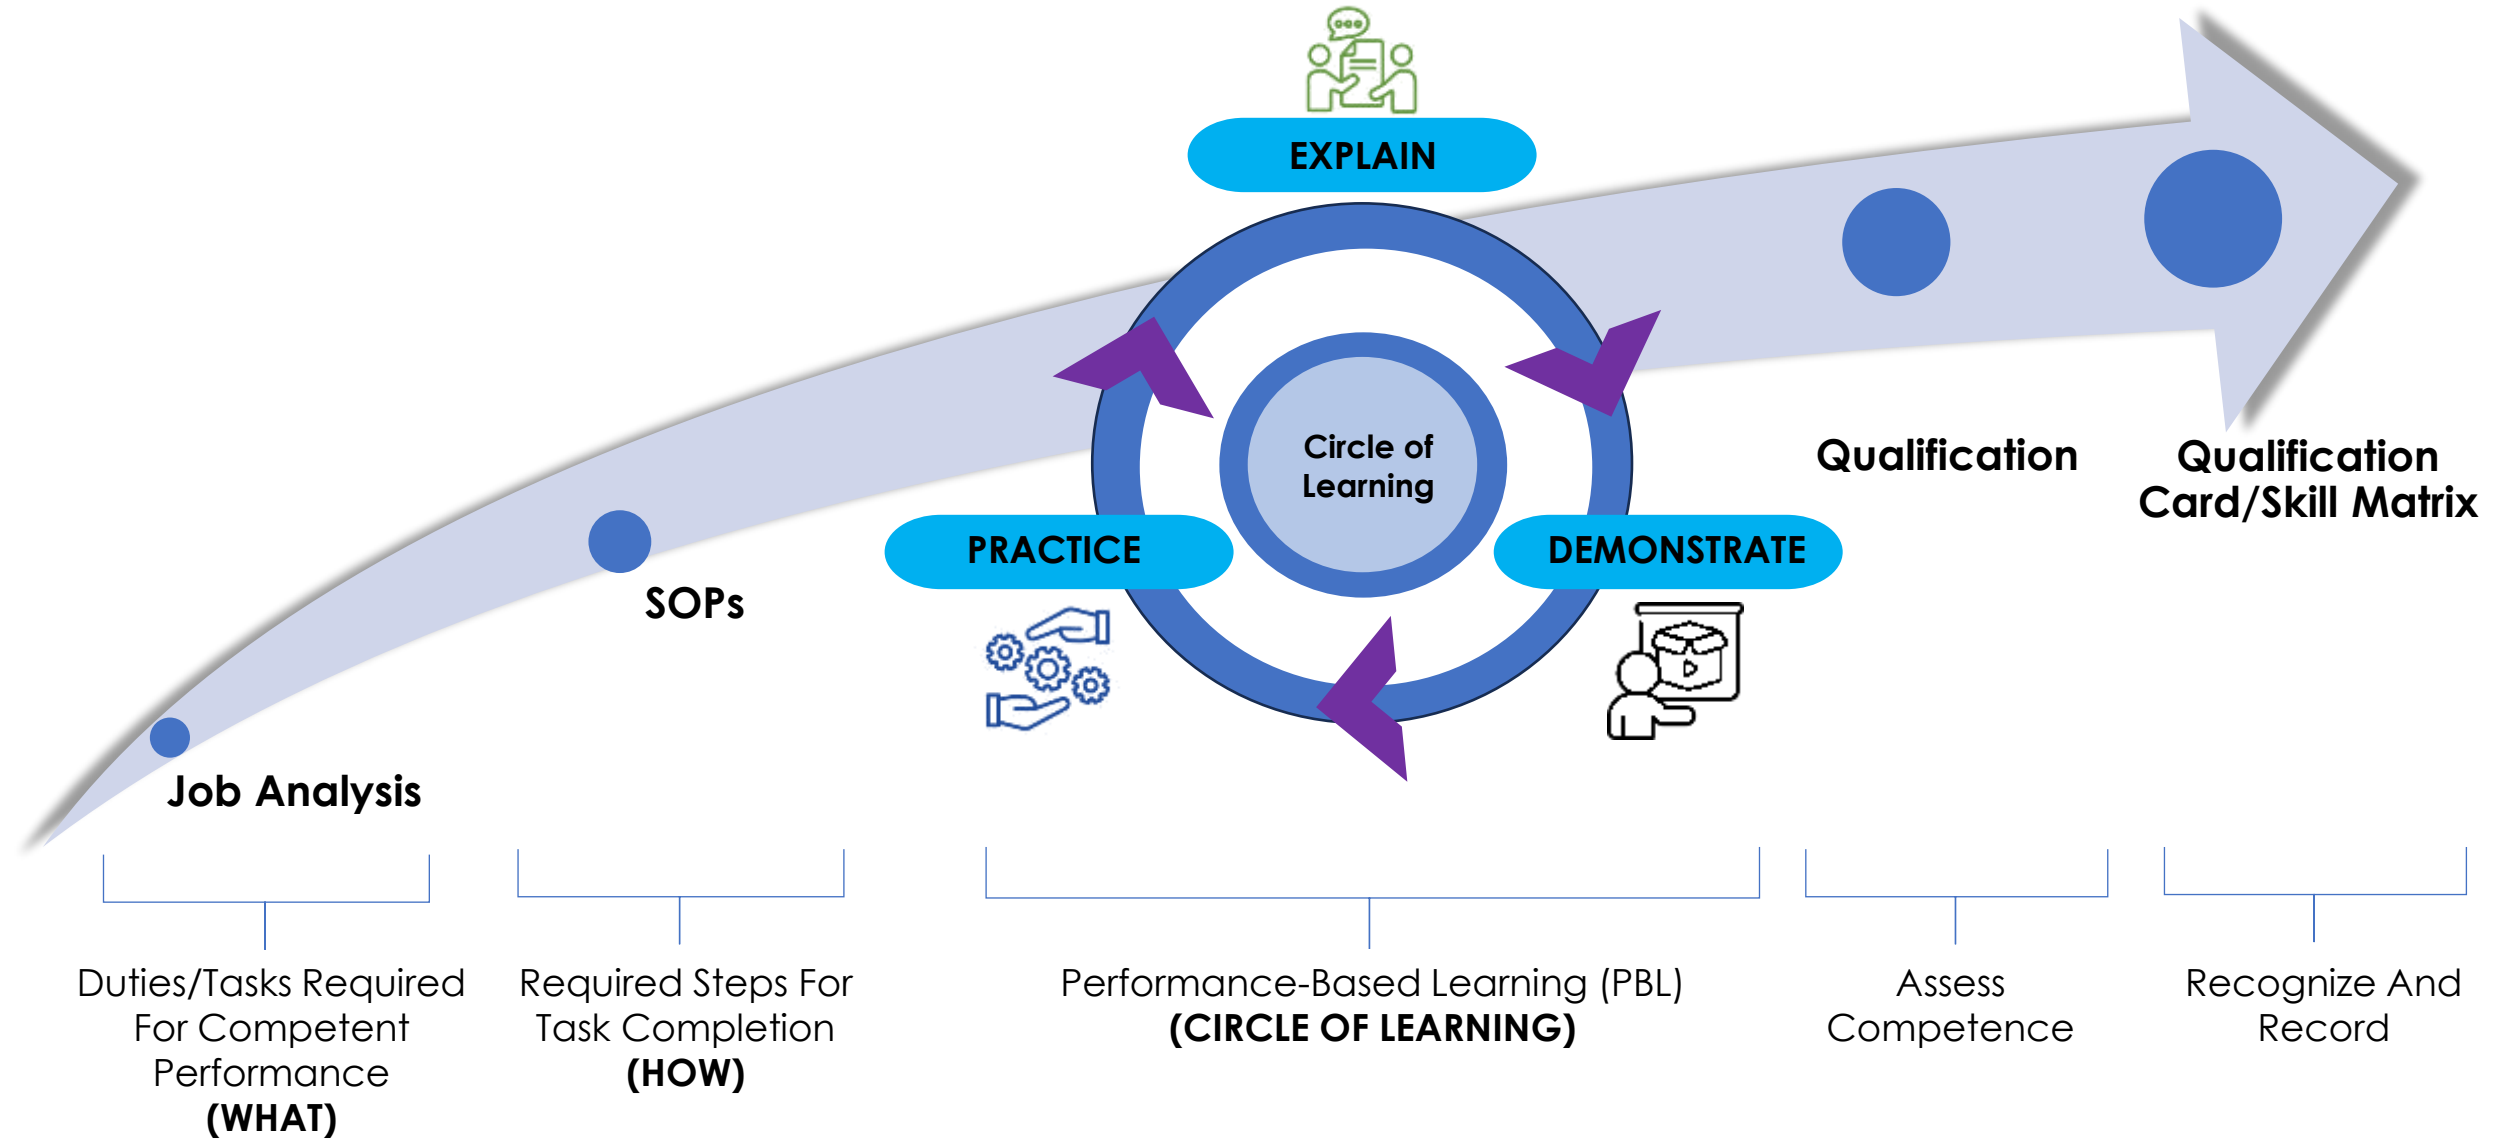 EXPLAIN
Circle of
Learning
PRACTICE
DEMONSTRATE
Job Analysis
SOPs
Qualification
Qualification
Card/Skill Matrix
Duties/Tasks Required
For Competent
Performance
(WHAT)
Required Steps For
Task Completion
(HOW)
Performance-Based Learning (PBL)
(CIRCLE OF LEARNING)
Assess
Competence
Recognize And
Record